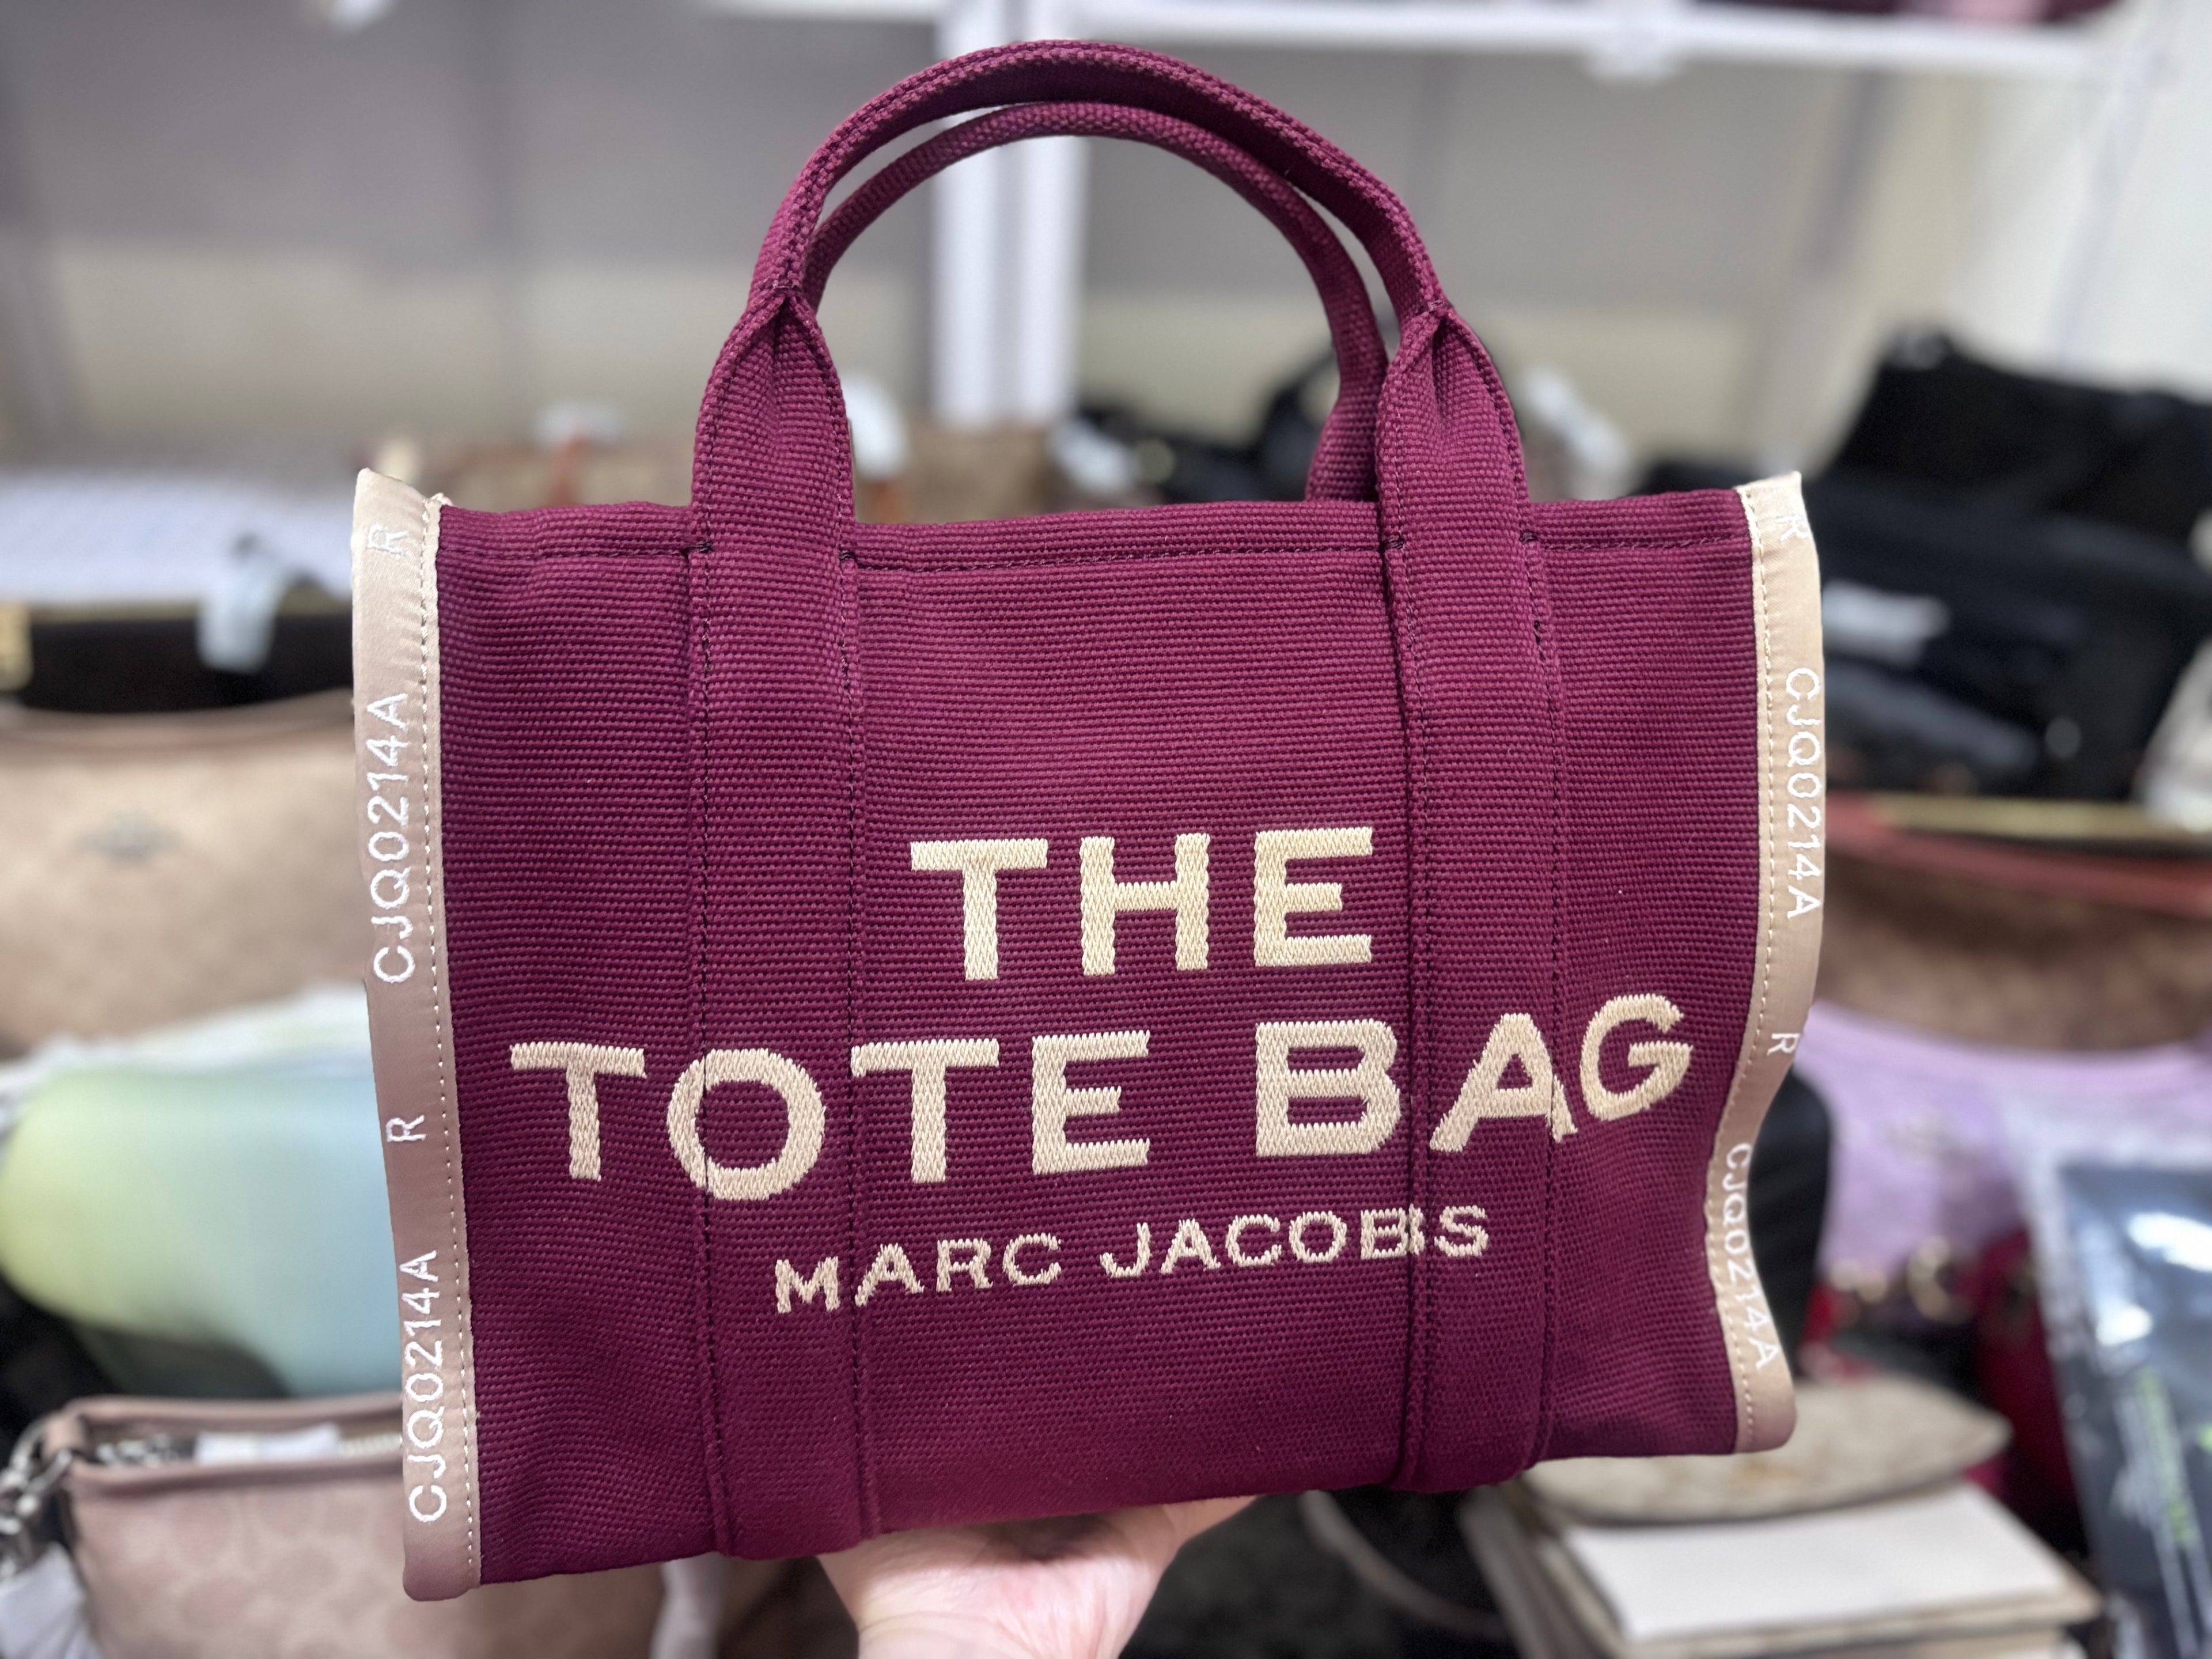 THE
TOTE BAG
MARC JACOBS
R
CJQ0214A
R
CJQ0214A
R
CJQ0214A
R
CJQ0214A